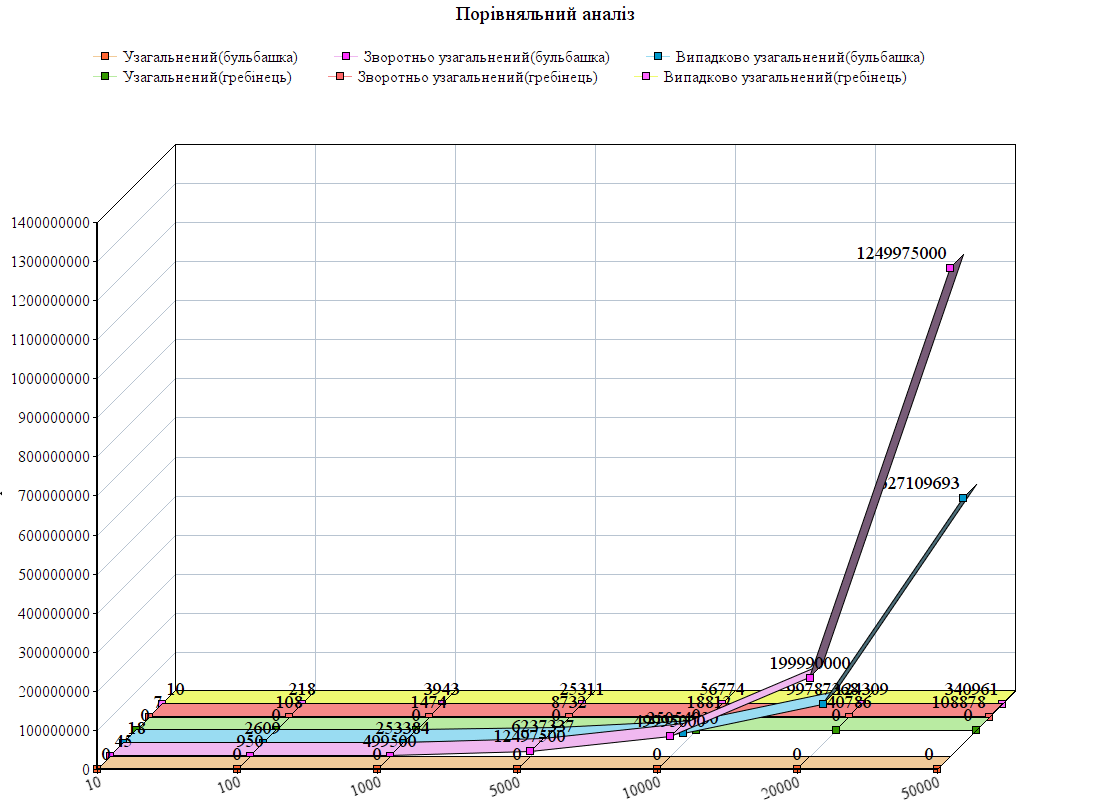 Порівняльний аналіз
Узагальнений(бульбашка) Зворотньо узагальнений(бульбашка) Випадково узагальнений(бульбашка)
Узагальнений(гребінець) Зворотньо узагальнений(гребінець) Випадково узагальнений(гребінець)
1400000000
1300000000
1200000000
1100000000
1000000000
900000000
800000000
700000000
600000000
500000000
400000000
300000000
200000000
100000000
0
1249975000
199990000
10 218 3943 25311 56774 340961
7 108 1474 8732 18812 40786 108878
0 0 0 0 0 0 0
18 2609 253384 6237337
45 950 499500 12497500
0 0 0 0 0 0 0
10 100 1000 5000 10000 20000 50000